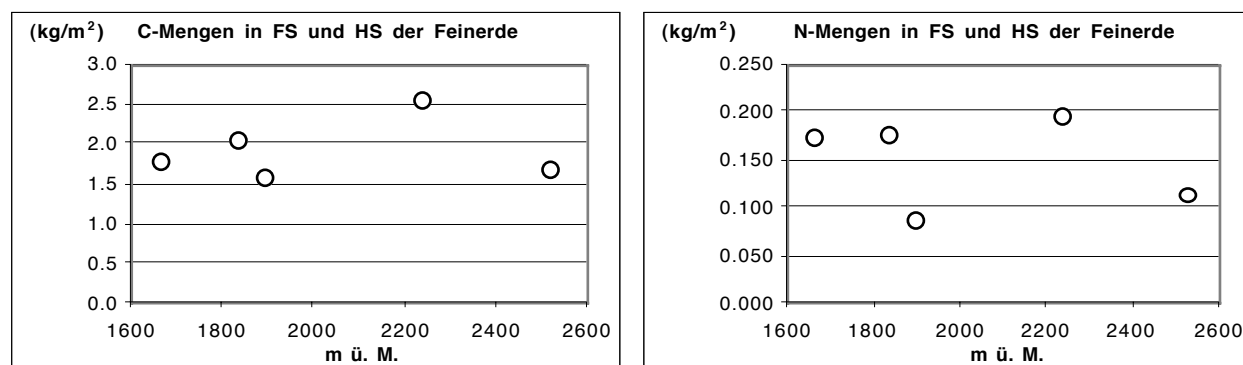 (kg/m²) C-Mengen in FS und HS der Feinerde
3.0
2.5
2.0
1.5
1.0
0.5
0.0
1600 1800 2000 2200 2400 2600
m ü. M.
(kg/m²) N-Mengen in FS und HS der Feinerde
0.250
0.200
0.150
0.100
0.050
0.000
1600 1800 2000 2200 2400 2600
m ü. M.